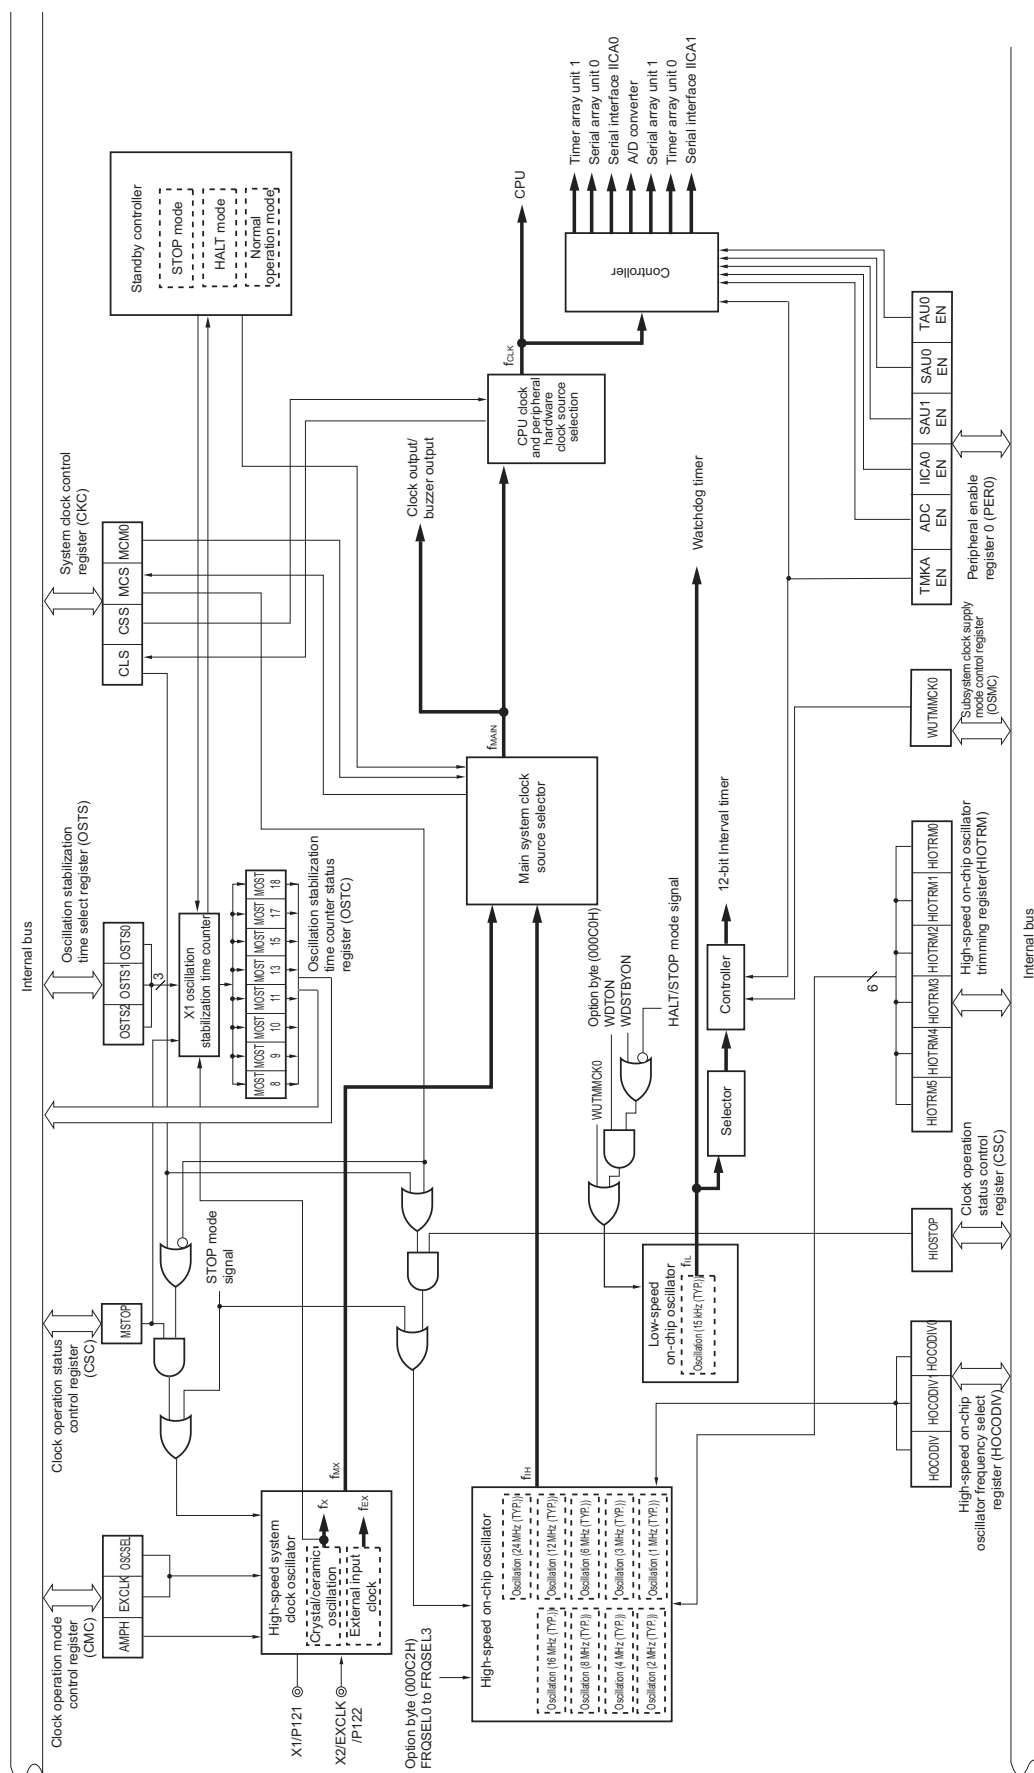 Internal bus
Clock operation mode
control register
(CMC)
AMPH
EXCLK
OSCSEL
Clock operation status
control register
(CSC)
MSTOP
Oscillation stabilization
time select register (OSTS)
OSTS2
OSTS1
OSTS0
3
System clock control
register (CKC)
CLS
CSS
MCS
MCM0
Standby controller
STOP mode
HALT mode
Normal
operation mode
X1 oscillation
stabilization time counter
MOST
8
MOST
9
MOST
10
MOST
11
MOST
13
MOST
15
MOST
17
MOST
18
Oscillation stabilization
time counter status
register (OSTC)
STOP mode
signal
X1/P121
X2/EXCLK
/P122
High-speed system
clock oscillator
Crystal/ceramic
oscillation
External input
clock
fX
fEX
fMX
Option byte (000C2H)
FRQSEL0 to FRQSEL3
High-speed on-chip oscillator
Oscillation (24 MHz (TYP.))
Oscillation (16 MHz (TYP.))
Oscillation (12 MHz (TYP.))
Oscillation (8 MHz (TYP.))
Oscillation (6 MHz (TYP.))
Oscillation (4 MHz (TYP.))
Oscillation (3 MHz (TYP.))
Oscillation (2 MHz (TYP.))
Oscillation (1 MHz (TYP.))
fIH
Main system clock
source selector
fMAIN
Clock output/
buzzer output
CPU clock
and peripheral
hardware
clock source
selection
fCLK
CPU
Controller
Timer array unit 1
Serial array unit 0
Serial interface IICA0
A/D converter
Serial array unit 1
Timer array unit 0
Serial interface IICA1
Option byte (000C0H)
WDTON
WDSTBYON
HALT/STOP mode signal
WUTMMCK0
Low-speed
on-chip oscillator
Oscillation (15 kHz (TYP.))
fIL
Watchdog timer
Selector
Controller
12-bit Interval timer
HOCODIV
HOCODIV1
HOCODIV0
High-speed on-chip
oscillator frequency select
register (HOCODIV)
HIOSTOP
Clock operation
status control
register (CSC)
6
HIOTRM5
HIOTRM4
HIOTRM3
HIOTRM2
HIOTRM1
HIOTRM0
High-speed on-chip oscillator
trimming register(HIOTRM)
WUTMMCK0
Subsystem clock supply
mode control register
(OSMC)
TMKA
EN
ADC
EN
IICA0
EN
SAU1
EN
SAU0
EN
TAU0
EN
Peripheral enable
register 0 (PER0)
Internal bus